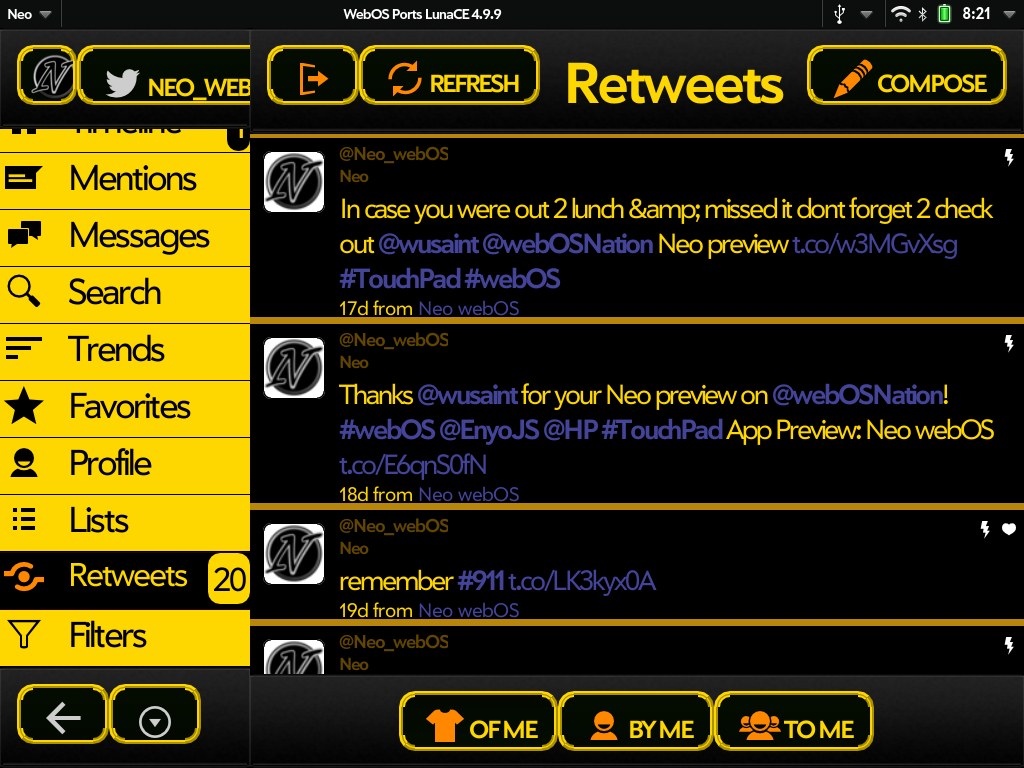 Neo
WebOS Ports LunaCE 4.9.9
8:21
NEO_WEB
REFRESH
Retweets
COMPOSE
Timeline
Mentions
Messages
Search
Trends
Favorites
Profile
Lists
Retweets 20
Filters
@Neo_webOS
Neo
In case you were out 2 lunch &amp; missed it dont forget 2 check
out @wusaint @webOSNation Neo preview t.co/w3MGvXsg
#TouchPad #webOS
17d from Neo webOS
@Neo_webOS
Neo
Thanks @wusaint for your Neo preview on @webOSNation!
#webOS @EnyoJS @HP #TouchPad App Preview: Neo webOS
t.co/E6qnS0fN
18d from Neo webOS
@Neo_webOS
Neo
remember #911 t.co/LK3kyx0A
19d from Neo webOS
@Neo_webOS
Neo
OF ME
BY ME
TO ME